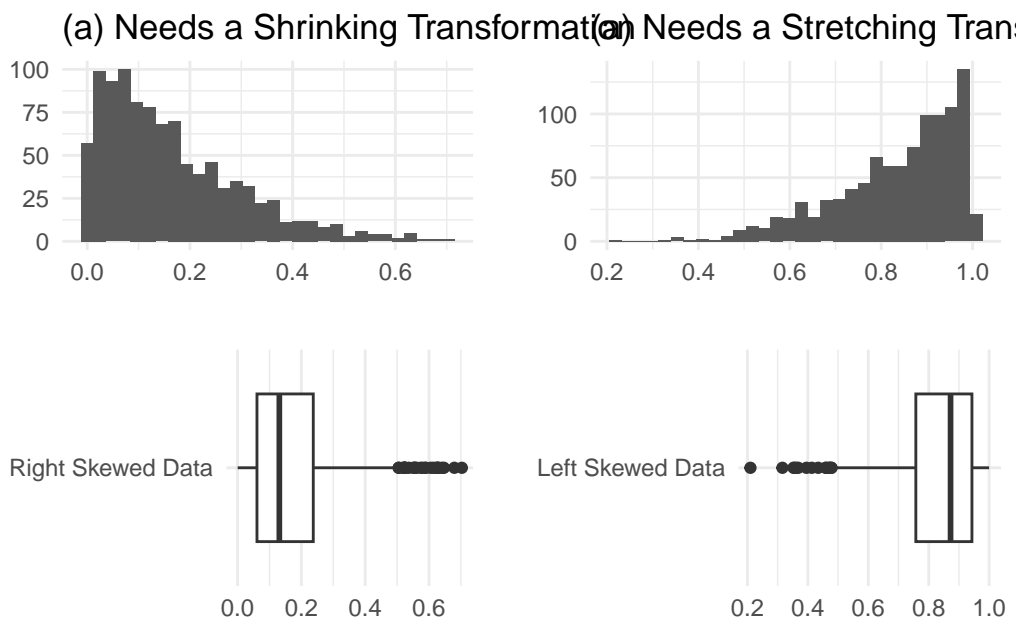 (a) Needs a Shrinking Transformation
(a) Needs a Stretching Trans
100
75
50
25
0
0.0 0.2 0.4 0.6
100
50
0
0.2 0.4 0.6 0.8 1.0
Right Skewed Data
0.0 0.2 0.4 0.6
Left Skewed Data
0.2 0.4 0.6 0.8 1.0